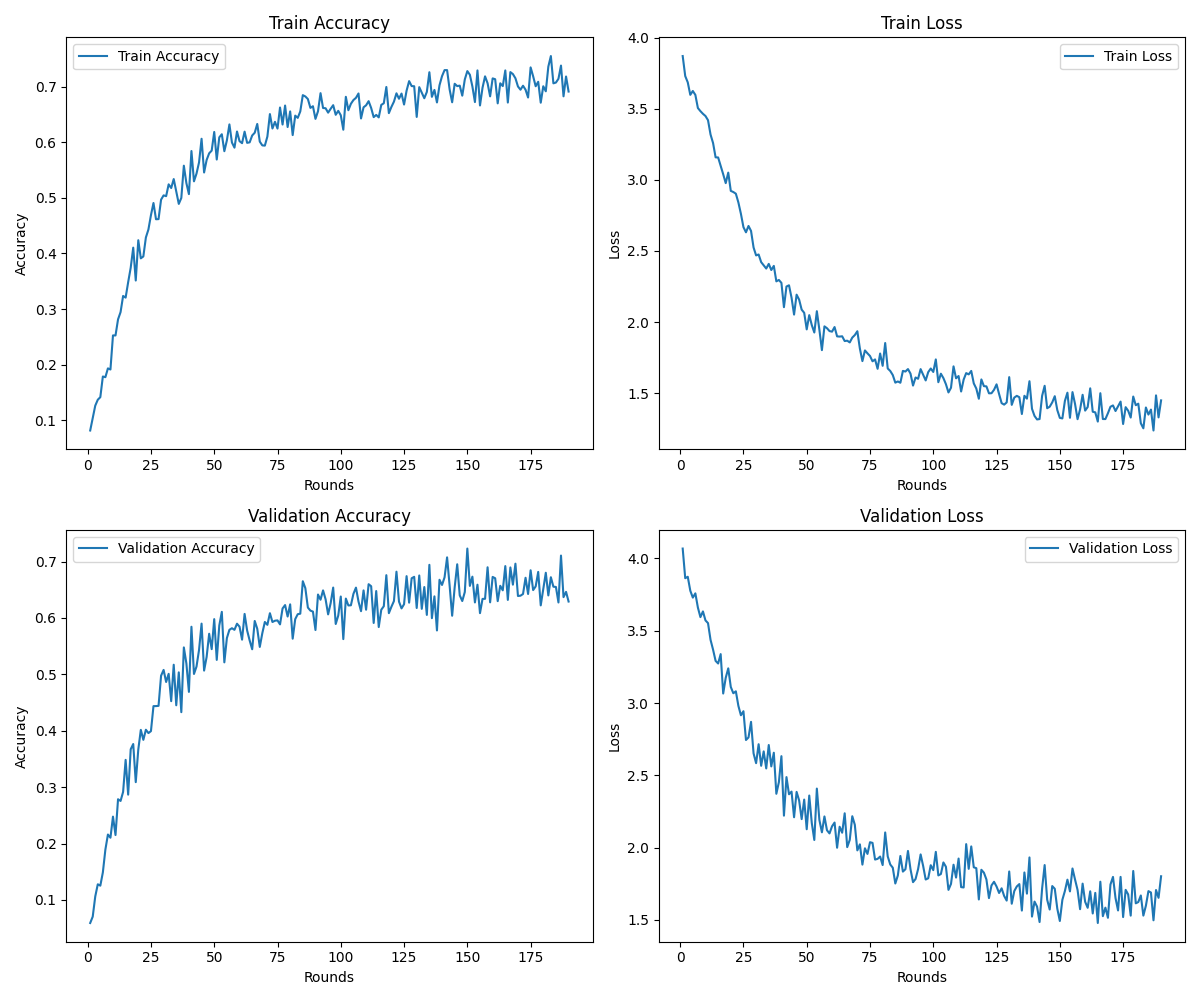 Train Accuracy
Train Accuracy
Accuracy
0.7
0.6
0.5
0.4
0.3
0.2
0.1
0 25 50 75 100 125 150 175
Rounds
Train Loss
Train Loss
Loss
4.0
3.5
3.0
2.5
2.0
1.5
0 25 50 75 100 125 150 175
Rounds
Validation Accuracy
Validation Accuracy
Accuracy
0.7
0.6
0.5
0.4
0.3
0.2
0.1
0 25 50 75 100 125 150 175
Rounds
Validation Loss
Validation Loss
Loss
4.0
3.5
3.0
2.5
2.0
1.5
0 25 50 75 100 125 150 175
Rounds